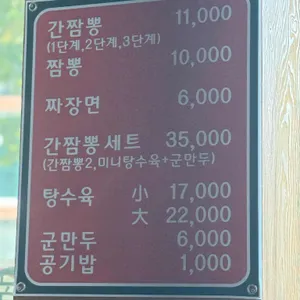 간짬뽕 11,000
(1단계,2단계,3단계)
짬뽕 10,000
짜장면 6,000
간짬뽕세트 35,000
(간짬뽕2,미니탕수육+군만두)
탕수육 小 17,000
大 22,000
군만두 6,000
공기밥 1,000